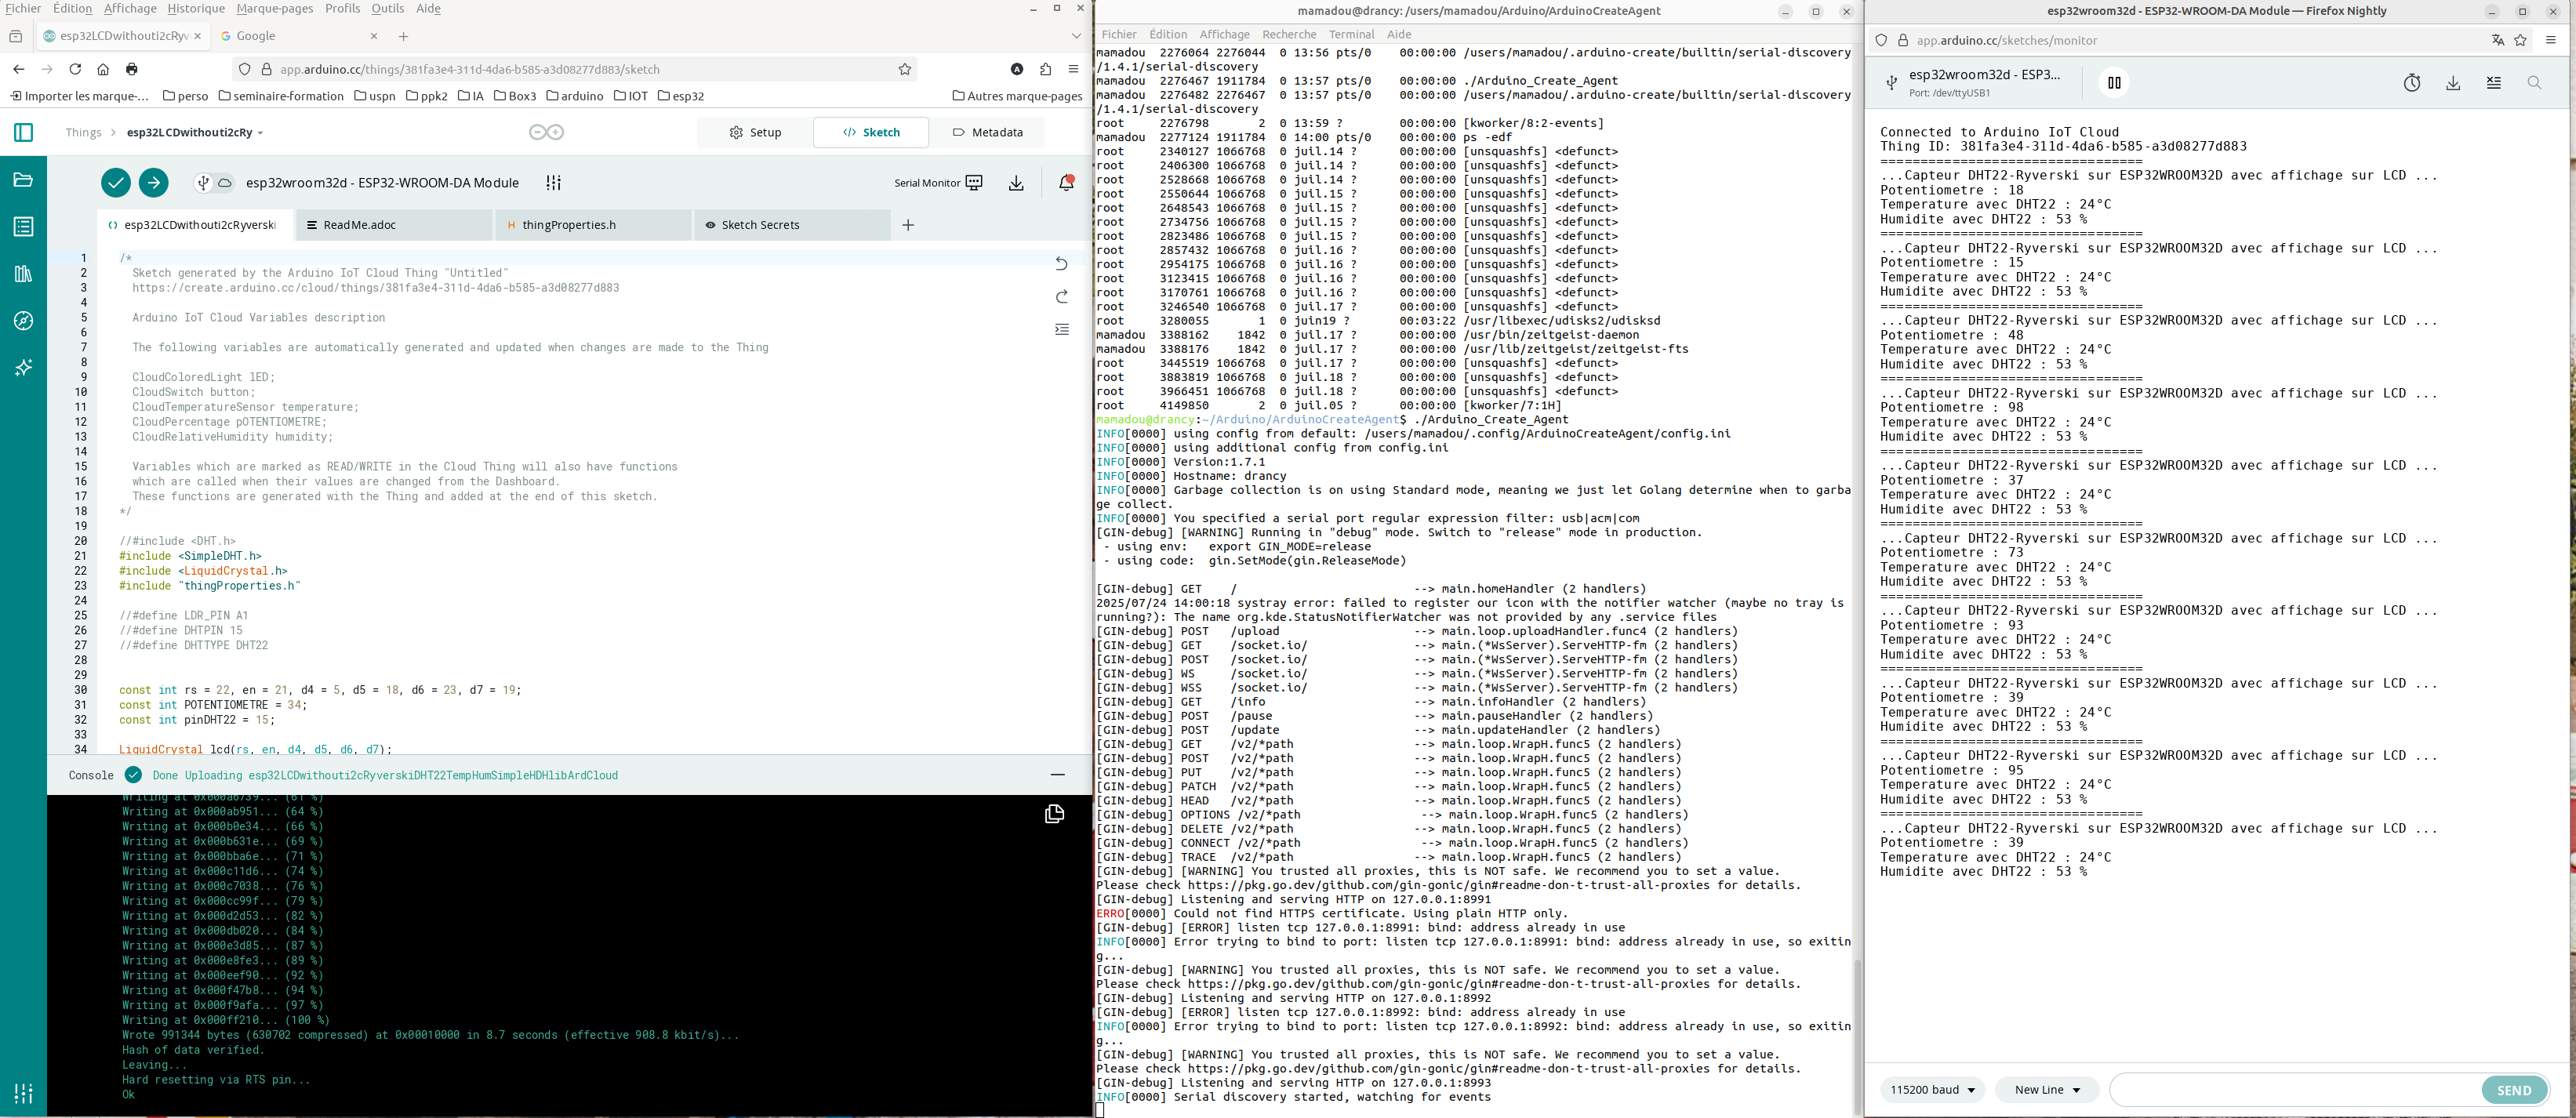 Fichier Édition Affichage Historique Marque-pages Profils Outils Aide
esp32LCDwithouti2cRyv
Google
app.arduino.cc/things/381fa3e4-311d-4da6-b585-a3d08277d883/sketch
Importer les marque-... perso seminaire-formation uspn ppk2 IA Box3 arduino IOT esp32 Autres marque-pages
Things > esp32LCDwithouti2cRy
Setup </> Sketch Metadata
esp32wroom32d - ESP32-WROOM-DA Module
Serial Monitor
esp32LCDwithouti2cRyverski ReadMe.adoc thingProperties.h Sketch Secrets
1 /*
2 Sketch generated by the Arduino IoT Cloud Thing "Untitled"
3 https://create.arduino.cc/cloud/things/381fa3e4-311d-4da6-b585-a3d08277d883
4
5 Arduino IoT Cloud Variables description
6
7 The following variables are automatically generated and updated when changes are made to the Thing
8
9 CloudColoredLight lED;
10 CloudSwitch button;
11 CloudTemperatureSensor temperature;
12 CloudPercentage pOTENTIOMETRE;
13 CloudRelativeHumidity humidity;
14
15 Variables which are marked as READ/WRITE in the Cloud Thing will also have functions
16 which are called when their values are changed from the Dashboard.
17 These functions are generated with the Thing and added at the end of this sketch.
18 */
19
20 //#include <DHT.h>
21 #include <SimpleDHT.h>
22 #include <LiquidCrystal.h>
23 #include "thingProperties.h"
24
25 //#define LDR_PIN A1
26 //#define DHTPIN 15
27 //#define DHTTYPE DHT22
28
29
30 const int rs = 22, en = 21, d4 = 5, d5 = 18, d6 = 23, d7 = 19;
31 const int POTENTIOMETRE = 34;
32 const int pinDHT22 = 15;
33
34 LiquidCrystal lcd(rs, en, d4, d5, d6, d7);
Console Done Uploading esp32LCDwithouti2cRyverskiDHT22TempHumSimpleHDHlibArdCloud
Writing at 0x000a6739... (61 %)
Writing at 0x000ab951... (64 %)
Writing at 0x000b0e34... (66 %)
Writing at 0x000b631e... (69 %)
Writing at 0x000bba6e... (71 %)
Writing at 0x000c11d6... (74 %)
Writing at 0x000c7038... (76 %)
Writing at 0x000cc99f... (79 %)
Writing at 0x000d2d53... (82 %)
Writing at 0x000db020... (84 %)
Writing at 0x000e3d85... (87 %)
Writing at 0x000e8fe3... (89 %)
Writing at 0x000eef90... (92 %)
Writing at 0x000f47b8... (94 %)
Writing at 0x000f9afa... (97 %)
Writing at 0x000ff210... (100 %)
Wrote 991344 bytes (630702 compressed) at 0x00010000 in 8.7 seconds (effective 908.8 kbit/s)...
Hash of data verified.
Leaving...
Hard resetting via RTS pin...
Ok
mamadou@drancy: /users/mamadou/Arduino/ArduinoCreateAgent
Fichier Édition Affichage Recherche Terminal Aide
mamadou 2276064 2276044 0 13:56 pts/0 00:00:00 /users/mamadou/.arduino-create/builtin/serial-discovery
/1.4.1/serial-discovery
mamadou 2276467 1911784 0 13:57 pts/0 00:00:00 ./Arduino_Create_Agent
mamadou 2276482 2276467 0 13:57 pts/0 00:00:00 /users/mamadou/.arduino-create/builtin/serial-discovery
/1.4.1/serial-discovery
root 2276798 2 0 13:59 ? 00:00:00 [kworker/8:2-events]
mamadou 2277124 1911784 0 14:00 pts/0 00:00:00 ps -edf
root 2340127 1066768 0 juil.14 ? 00:00:00 [unsquashfs] <defunct>
root 2406300 1066768 0 juil.14 ? 00:00:00 [unsquashfs] <defunct>
root 2528668 1066768 0 juil.14 ? 00:00:00 [unsquashfs] <defunct>
root 2550644 1066768 0 juil.15 ? 00:00:00 [unsquashfs] <defunct>
root 2648543 1066768 0 juil.15 ? 00:00:00 [unsquashfs] <defunct>
root 2734756 1066768 0 juil.15 ? 00:00:00 [unsquashfs] <defunct>
root 2823486 1066768 0 juil.15 ? 00:00:00 [unsquashfs] <defunct>
root 2857432 1066768 0 juil.16 ? 00:00:00 [unsquashfs] <defunct>
root 2954175 1066768 0 juil.16 ? 00:00:00 [unsquashfs] <defunct>
root 3123415 1066768 0 juil.16 ? 00:00:00 [unsquashfs] <defunct>
root 3170761 1066768 0 juil.16 ? 00:00:00 [unsquashfs] <defunct>
root 3246540 1066768 0 juil.17 ? 00:00:00 [unsquashfs] <defunct>
root 3280055 1 0 juin19 ? 00:03:22 /usr/libexec/udisks2/udisksd
mamadou 3388162 1842 0 juil.17 ? 00:00:00 /usr/bin/zeitgeist-daemon
mamadou 3388176 1842 0 juil.17 ? 00:00:00 /usr/lib/zeitgeist/zeitgeist-fts
root 3445519 1066768 0 juil.17 ? 00:00:00 [unsquashfs] <defunct>
root 3883819 1066768 0 juil.18 ? 00:00:00 [unsquashfs] <defunct>
root 3966451 1066768 0 juil.18 ? 00:00:00 [unsquashfs] <defunct>
root 4149850 2 0 juil.05 ? 00:00:00 [kworker/7:1H]
mamadou@drancy:~/Arduino/ArduinoCreateAgent$ ./Arduino_Create_Agent
INFO[0000] using config from default: /users/mamadou/.config/ArduinoCreateAgent/config.ini
INFO[0000] using additional config from config.ini
INFO[0000] Version:1.7.1
INFO[0000] Hostname: drancy
INFO[0000] Garbage collection is on using Standard mode, meaning we just let Golang determine when to garba
ge collect.
INFO[0000] You specified a serial port regular expression filter: usb|acm|com
[GIN-debug] [WARNING] Running in "debug" mode. Switch to "release" mode in production.
- using env: export GIN_MODE=release
- using code: gin.SetMode(gin.ReleaseMode)
[GIN-debug] GET / --> main.homeHandler (2 handlers)
2025/07/24 14:00:18 systray error: failed to register our icon with the notifier watcher (maybe no tray is
running?): The name org.kde.StatusNotifierWatcher was not provided by any .service files
[GIN-debug] POST /upload --> main.loop.uploadHandler.func4 (2 handlers)
[GIN-debug] GET /socket.io/ --> main.(*WsServer).ServeHTTP-fm (2 handlers)
[GIN-debug] POST /socket.io/ --> main.(*WsServer).ServeHTTP-fm (2 handlers)
[GIN-debug] WS /socket.io/ --> main.(*WsServer).ServeHTTP-fm (2 handlers)
[GIN-debug] WSS /socket.io/ --> main.(*WsServer).ServeHTTP-fm (2 handlers)
[GIN-debug] GET /info --> main.infoHandler (2 handlers)
[GIN-debug] POST /pause --> main.pauseHandler (2 handlers)
[GIN-debug] POST /update --> main.updateHandler (2 handlers)
[GIN-debug] GET /v2/*path --> main.loop.WrapH.func5 (2 handlers)
[GIN-debug] POST /v2/*path --> main.loop.WrapH.func5 (2 handlers)
[GIN-debug] PUT /v2/*path --> main.loop.WrapH.func5 (2 handlers)
[GIN-debug] PATCH /v2/*path --> main.loop.WrapH.func5 (2 handlers)
[GIN-debug] HEAD /v2/*path --> main.loop.WrapH.func5 (2 handlers)
[GIN-debug] OPTIONS /v2/*path --> main.loop.WrapH.func5 (2 handlers)
[GIN-debug] DELETE /v2/*path --> main.loop.WrapH.func5 (2 handlers)
[GIN-debug] CONNECT /v2/*path --> main.loop.WrapH.func5 (2 handlers)
[GIN-debug] TRACE /v2/*path --> main.loop.WrapH.func5 (2 handlers)
[GIN-debug] [WARNING] You trusted all proxies, this is NOT safe. We recommend you to set a value.
Please check https://pkg.go.dev/github.com/gin-gonic/gin#readme-don-t-trust-all-proxies for details.
[GIN-debug] Listening and serving HTTP on 127.0.0.1:8991
ERRO[0000] Could not find HTTPS certificate. Using plain HTTP only.
[GIN-debug] [ERROR] listen tcp 127.0.0.1:8991: bind: address already in use
INFO[0000] Error trying to bind to port: listen tcp 127.0.0.1:8991: bind: address already in use, so exitin
g...
[GIN-debug] [WARNING] You trusted all proxies, this is NOT safe. We recommend you to set a value.
Please check https://pkg.go.dev/github.com/gin-gonic/gin#readme-don-t-trust-all-proxies for details.
[GIN-debug] Listening and serving HTTP on 127.0.0.1:8992
[GIN-debug] [ERROR] listen tcp 127.0.0.1:8992: bind: address already in use
INFO[0000] Error trying to bind to port: listen tcp 127.0.0.1:8992: bind: address already in use, so exitin
g...
[GIN-debug] [WARNING] You trusted all proxies, this is NOT safe. We recommend you to set a value.
Please check https://pkg.go.dev/github.com/gin-gonic/gin#readme-don-t-trust-all-proxies for details.
[GIN-debug] Listening and serving HTTP on 127.0.0.1:8993
INFO[0000] Serial discovery started, watching for events
esp32wroom32d - ESP32-WROOM-DA Module — Firefox Nightly
app.arduino.cc/sketches/monitor
esp32wroom32d - ESP3...
Port: /dev/ttyUSB1
Connected to Arduino IoT Cloud
Thing ID: 381fa3e4-311d-4da6-b585-a3d08277d883
=================================
...Capteur DHT22-Ryverski sur ESP32WROOM32D avec affichage sur LCD ...
Potentiometre : 18
Temperature avec DHT22 : 24°C
Humidite avec DHT22 : 53 %
=================================
...Capteur DHT22-Ryverski sur ESP32WROOM32D avec affichage sur LCD ...
Potentiometre : 15
Temperature avec DHT22 : 24°C
Humidite avec DHT22 : 53 %
=================================
...Capteur DHT22-Ryverski sur ESP32WROOM32D avec affichage sur LCD ...
Potentiometre : 48
Temperature avec DHT22 : 24°C
Humidite avec DHT22 : 53 %
=================================
...Capteur DHT22-Ryverski sur ESP32WROOM32D avec affichage sur LCD ...
Potentiometre : 98
Temperature avec DHT22 : 24°C
Humidite avec DHT22 : 53 %
=================================
...Capteur DHT22-Ryverski sur ESP32WROOM32D avec affichage sur LCD ...
Potentiometre : 37
Temperature avec DHT22 : 24°C
Humidite avec DHT22 : 53 %
=================================
...Capteur DHT22-Ryverski sur ESP32WROOM32D avec affichage sur LCD ...
Potentiometre : 73
Temperature avec DHT22 : 24°C
Humidite avec DHT22 : 53 %
=================================
...Capteur DHT22-Ryverski sur ESP32WROOM32D avec affichage sur LCD ...
Potentiometre : 93
Temperature avec DHT22 : 24°C
Humidite avec DHT22 : 53 %
=================================
...Capteur DHT22-Ryverski sur ESP32WROOM32D avec affichage sur LCD ...
Potentiometre : 39
Temperature avec DHT22 : 24°C
Humidite avec DHT22 : 53 %
=================================
...Capteur DHT22-Ryverski sur ESP32WROOM32D avec affichage sur LCD ...
Potentiometre : 95
Temperature avec DHT22 : 24°C
Humidite avec DHT22 : 53 %
=================================
...Capteur DHT22-Ryverski sur ESP32WROOM32D avec affichage sur LCD ...
Potentiometre : 39
Temperature avec DHT22 : 24°C
Humidite avec DHT22 : 53 %
115200 baud New Line SEND